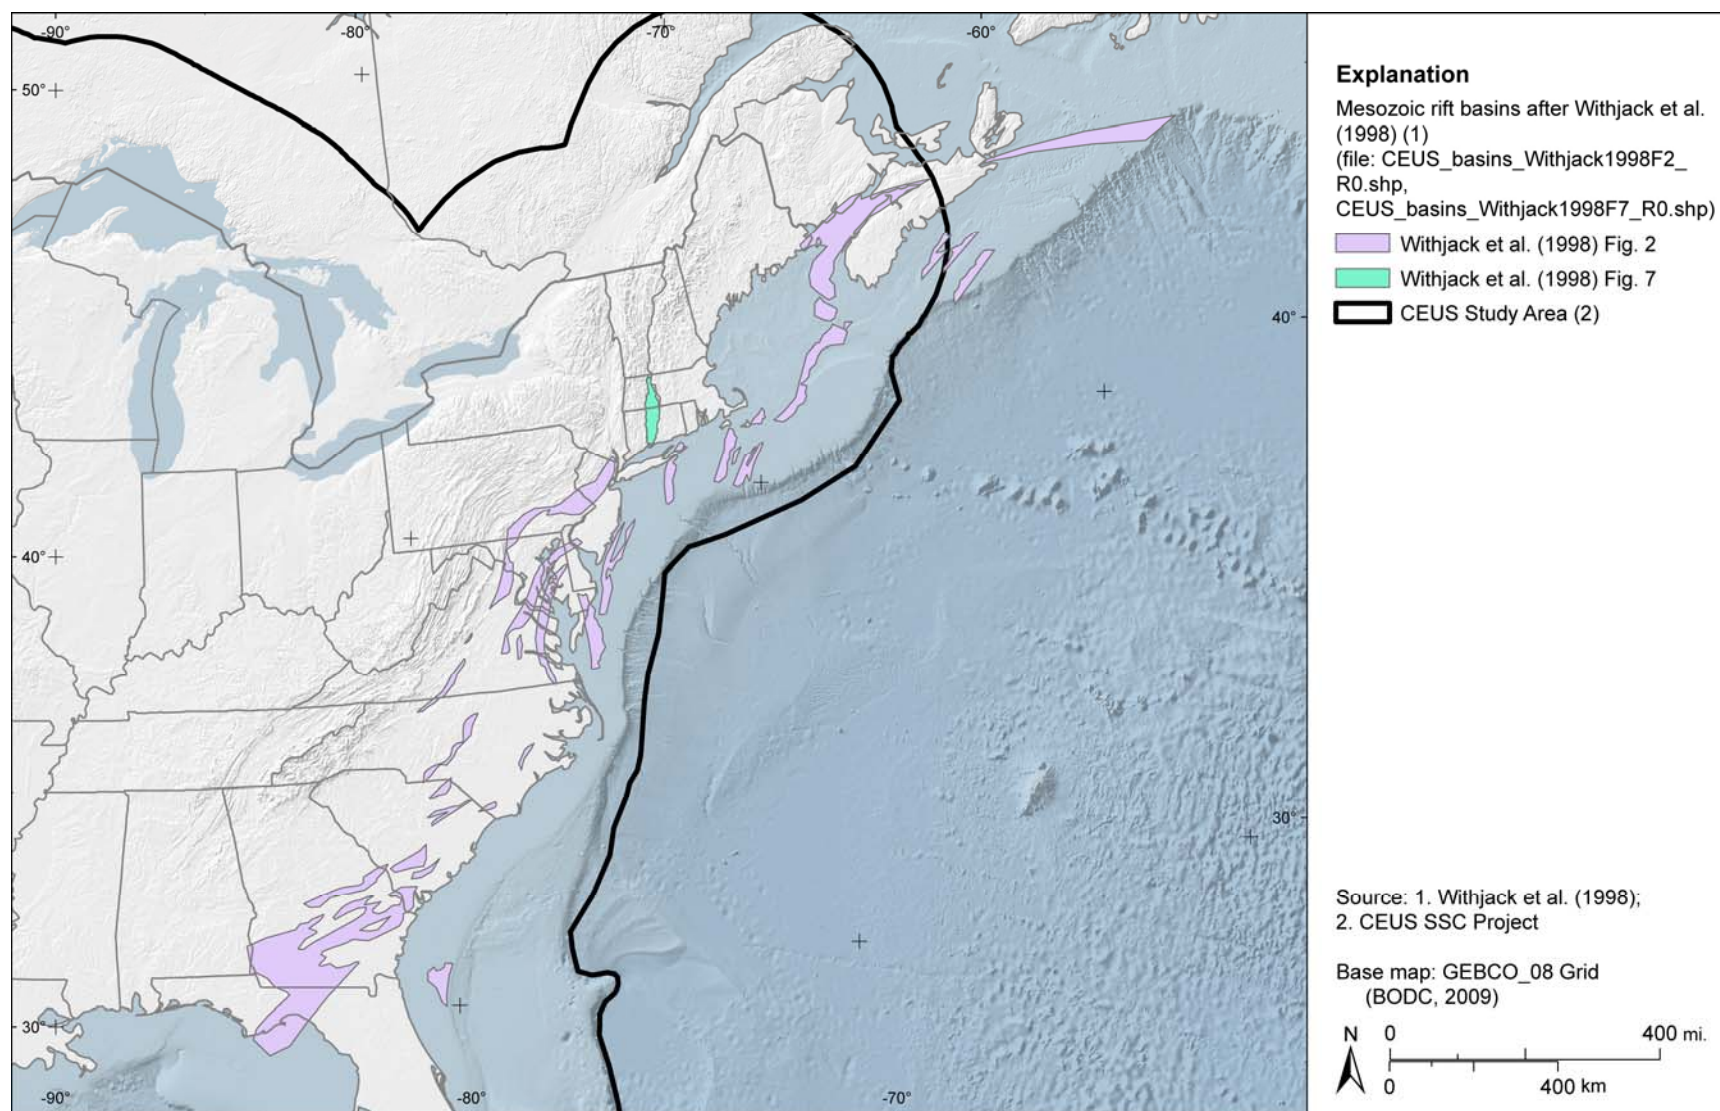 -90°
-80°
-70°
-60°
50°
40°
40°
30°
30°
-90°
-80°
-70°
Explanation
Mesozoic rift basins after Withjack et al.
(1998) (1)
(file: CEUS_basins_Withjack1998F2_
R0.shp,
CEUS_basins_Withjack1998F7_R0.shp)
Withjack et al. (1998) Fig. 2
Withjack et al. (1998) Fig. 7
CEUS Study Area (2)
Source: 1. Withjack et al. (1998);
2. CEUS SSC Project
Base map: GEBCO_08 Grid
(BODC, 2009)
N
0 400 mi.
0 400 km